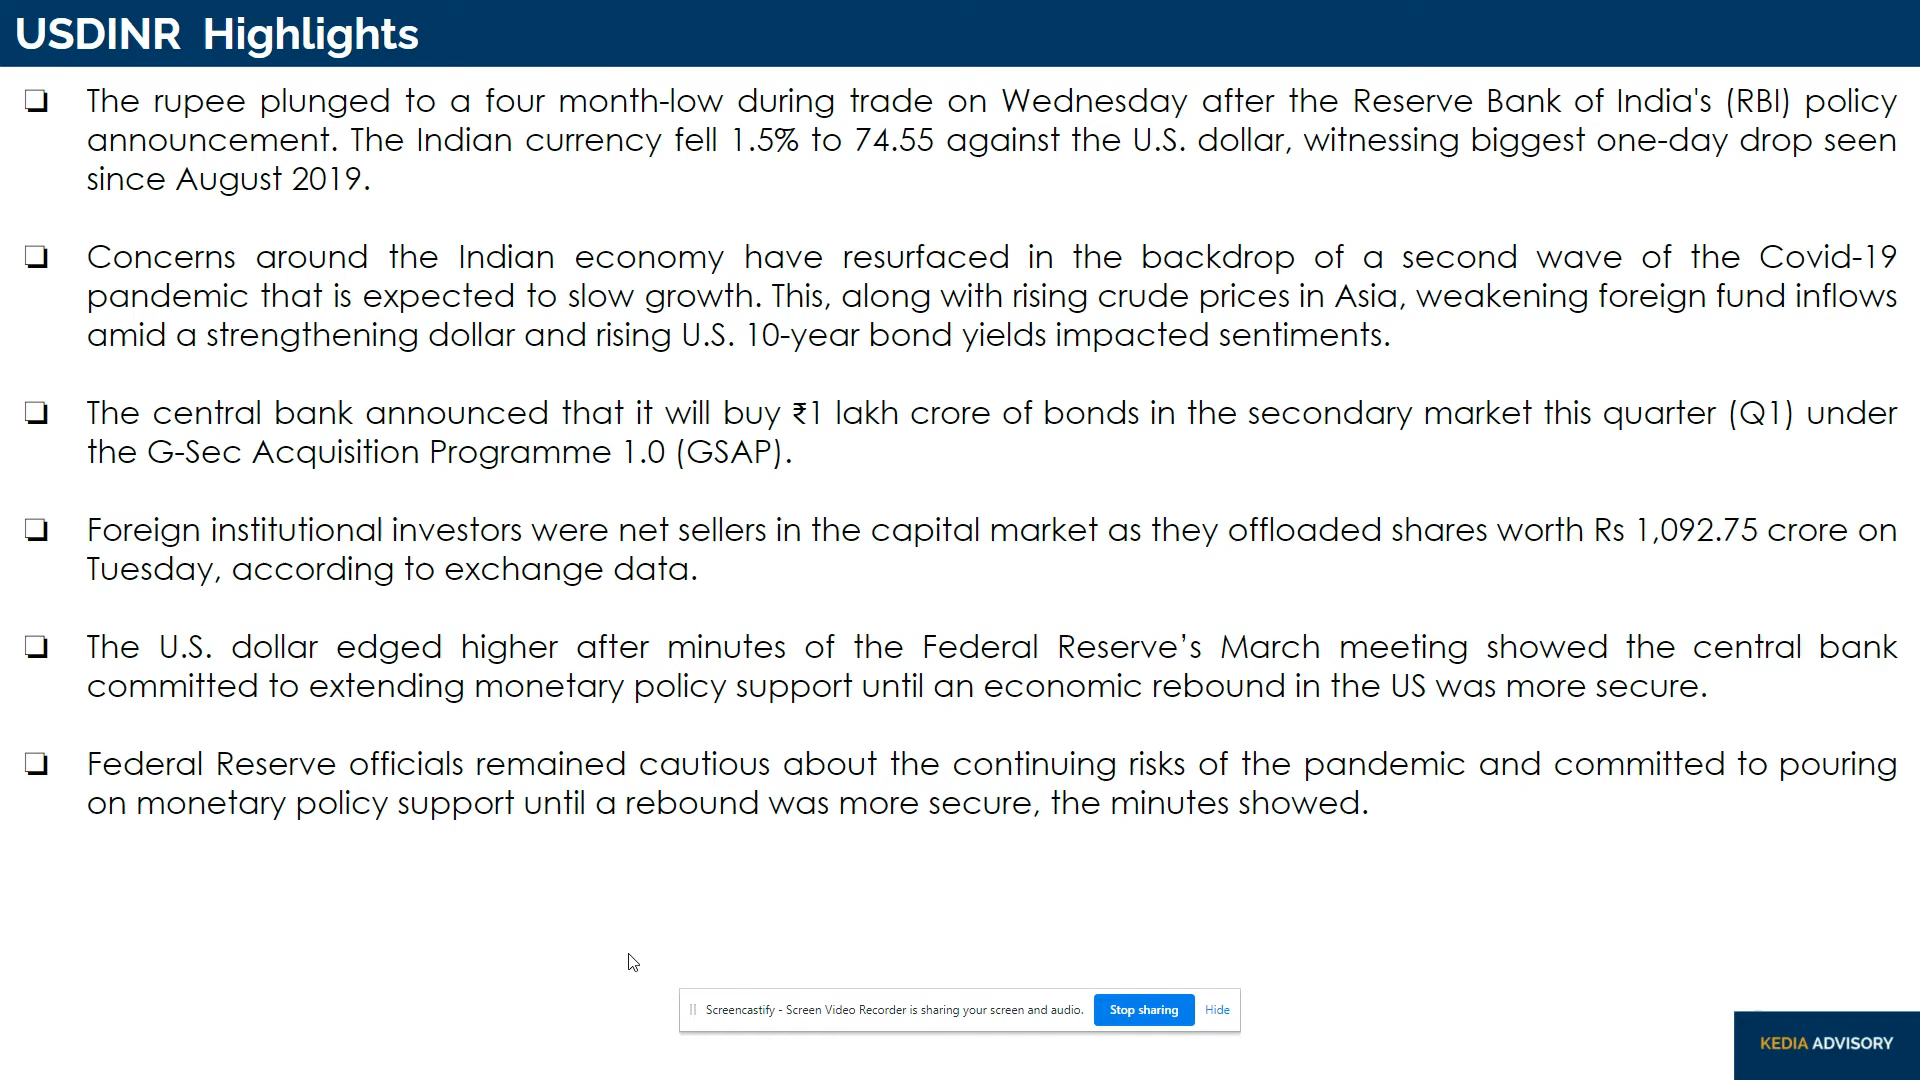 USDINR Highlights
The rupee plunged to a four month-low during trade on Wednesday after the Reserve Bank of India's (RBI) policy
announcement. The Indian currency fell 1.5% to 74.55 against the U.S. dollar, witnessing biggest one-day drop seen
since August 2019.
Concerns around the Indian economy have resurfaced in the backdrop of a second wave of the Covid-19
pandemic that is expected to slow growth. This, along with rising crude prices in Asia, weakening foreign fund inflows
amid a strengthening dollar and rising U.S. 10-year bond yields impacted sentiments.
The central bank announced that it will buy ₹1 lakh crore of bonds in the secondary market this quarter (Q1) under
the G-Sec Acquisition Programme 1.0 (GSAP).
Foreign institutional investors were net sellers in the capital market as they offloaded shares worth Rs 1,092.75 crore on
Tuesday, according to exchange data.
The U.S. dollar edged higher after minutes of the Federal Reserve’s March meeting showed the central bank
committed to extending monetary policy support until an economic rebound in the US was more secure.
Federal Reserve officials remained cautious about the continuing risks of the pandemic and committed to pouring
on monetary policy support until a rebound was more secure, the minutes showed.
Screencastify - Screen Video Recorder is sharing your screen and audio. Stop sharing Hide
KEDIA ADVISORY